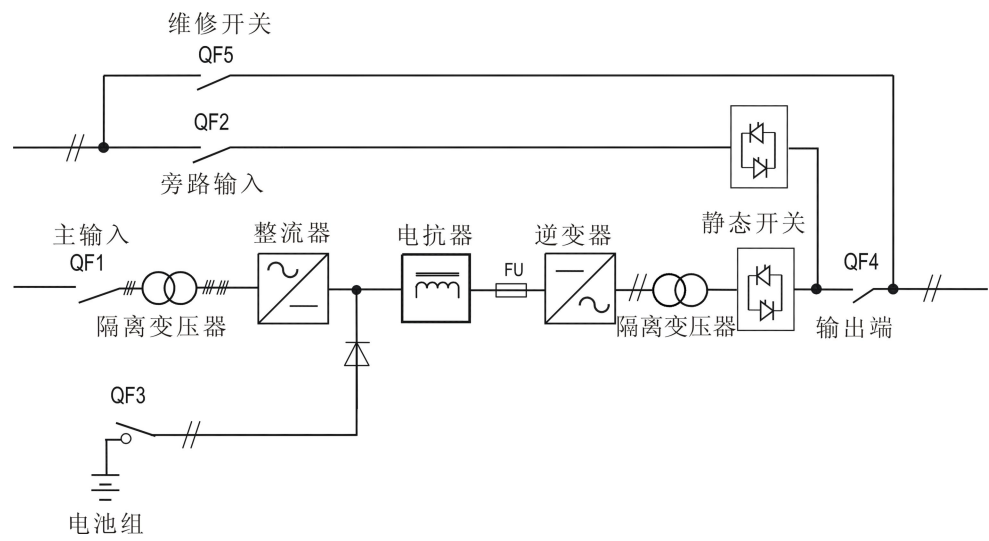 维修开关
QF5
QF2
旁路输入
主输入
QF1
隔离变压器
整流器
电抗器
FU
逆变器
隔离变压器
静态开关
QF4
输出端
QF3
电池组